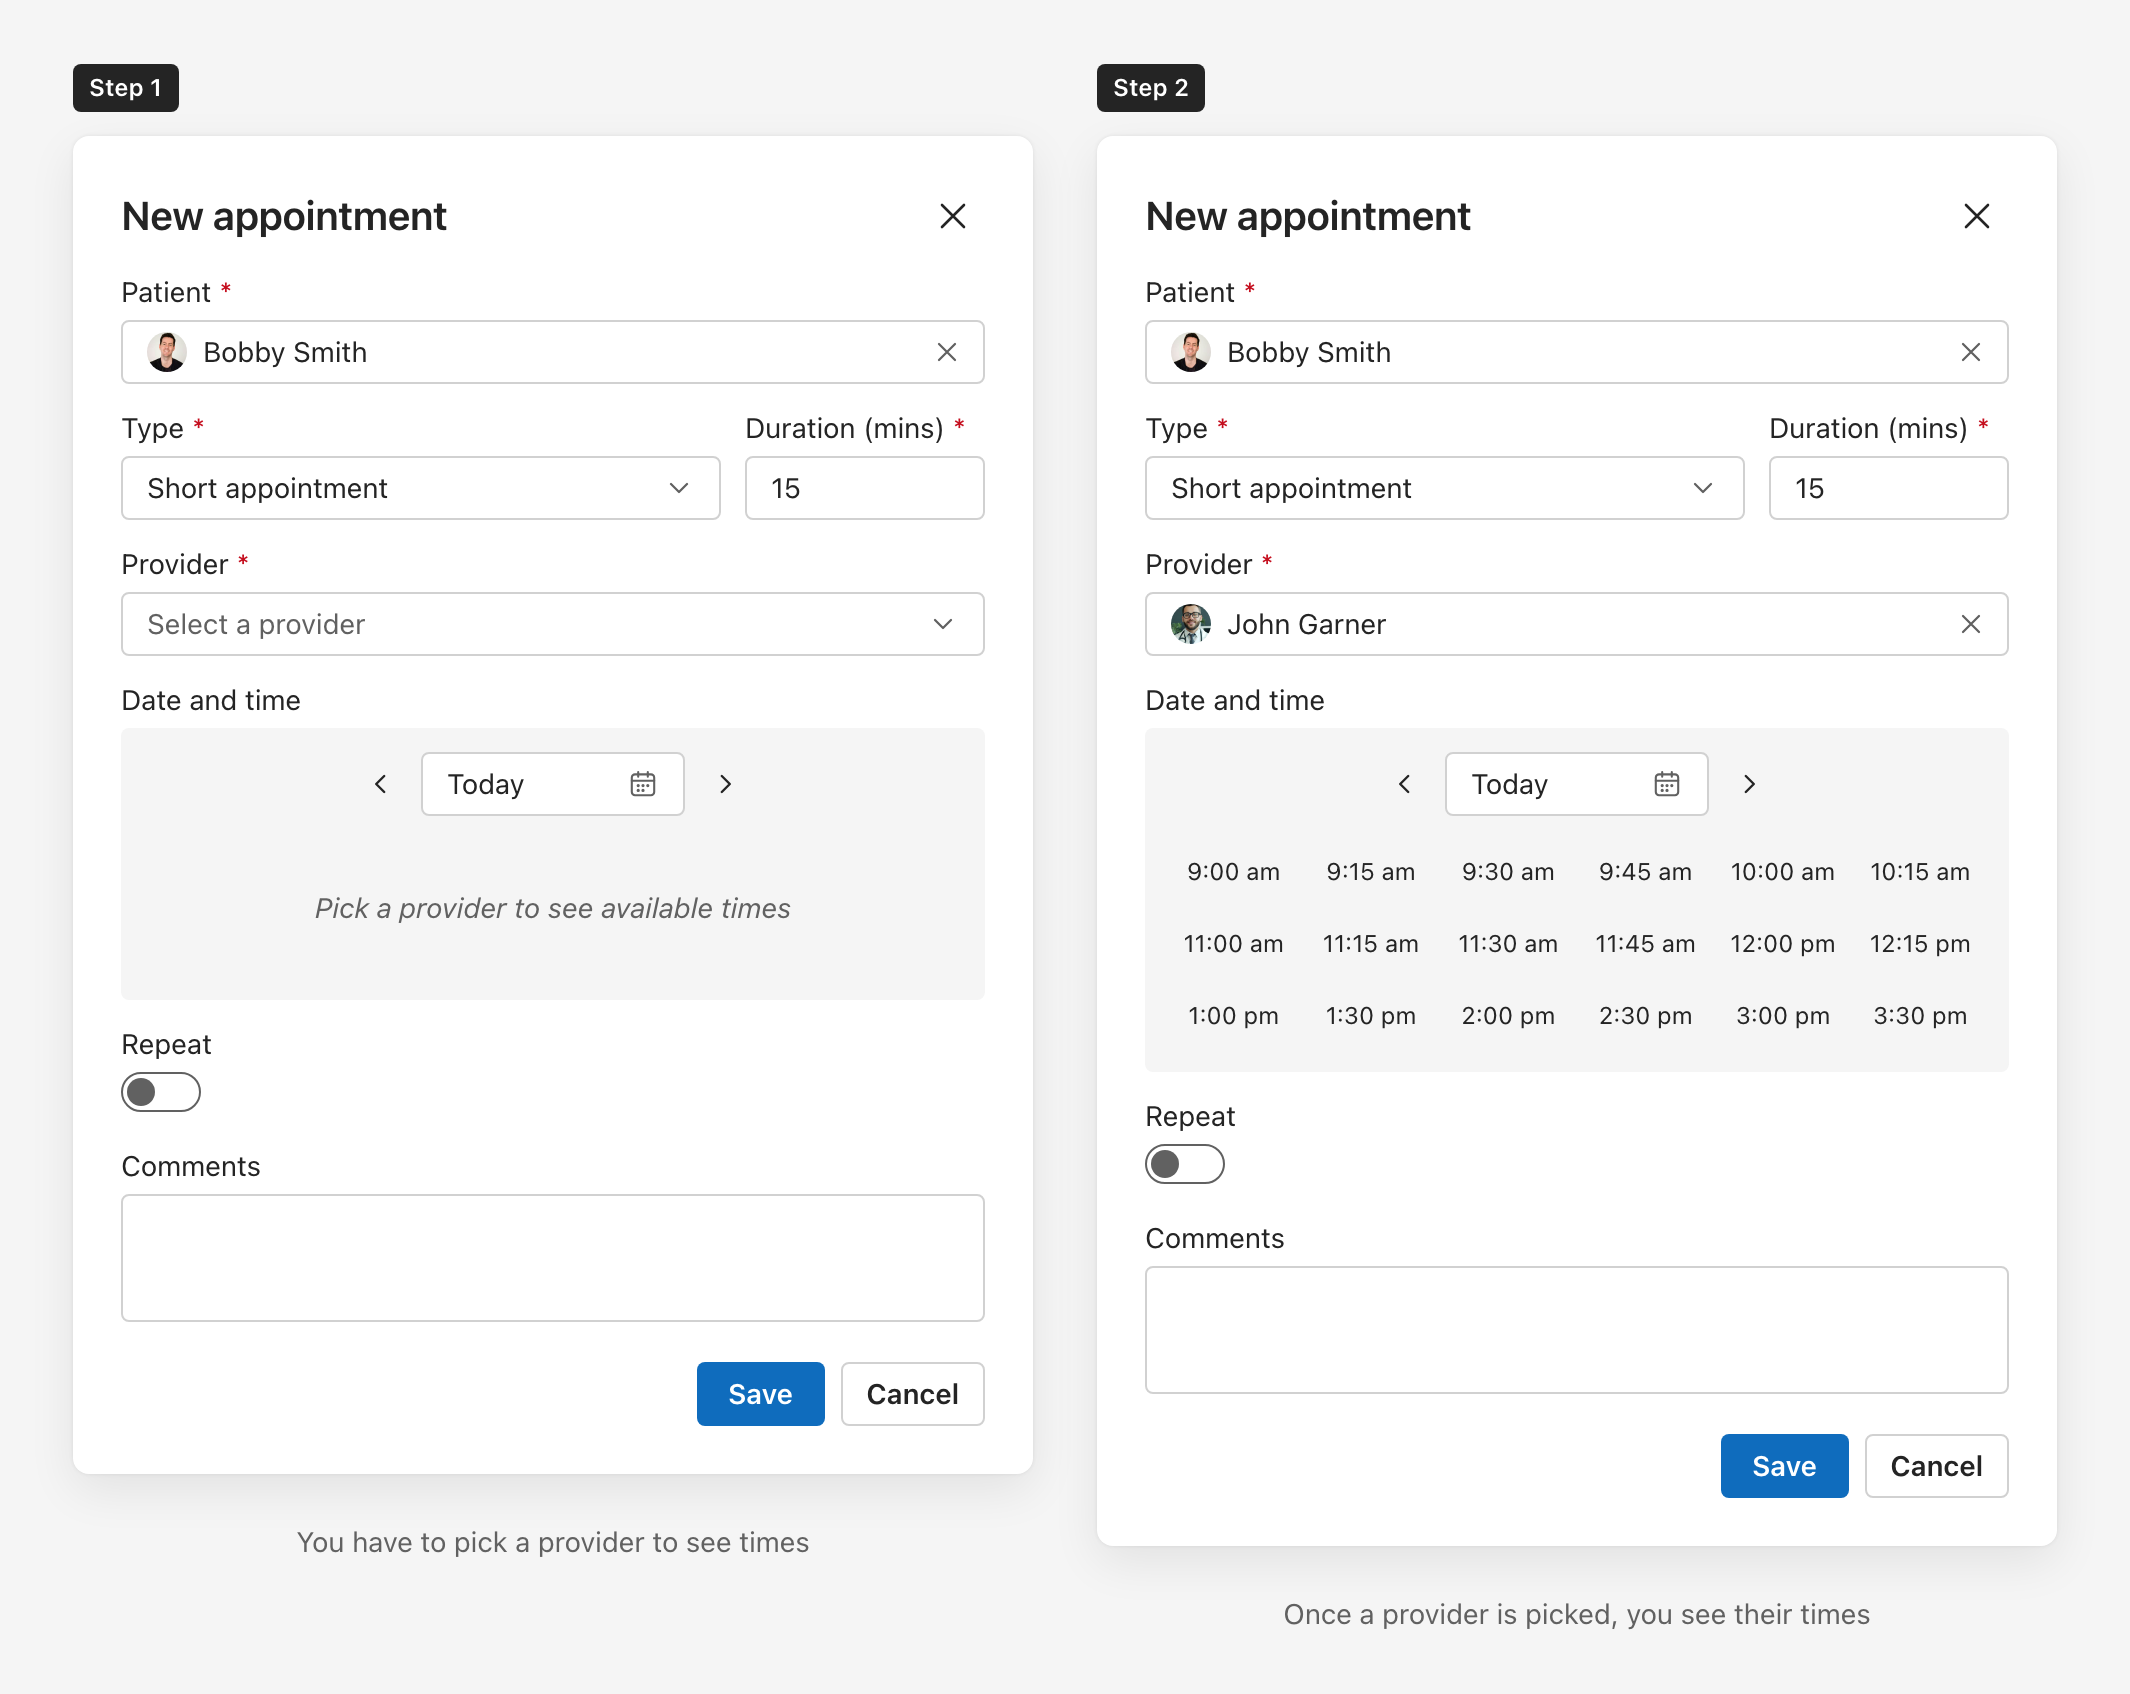 Step 1
New appointment
Patient *
Bobby Smith
Type * Duration (mins) *
Short appointment 15
Provider *
Select a provider
Date and time
Today
Pick a provider to see available times
Repeat
Comments
Save Cancel
You have to pick a provider to see times
Step 2
New appointment
Patient *
Bobby Smith
Type * Duration (mins) *
Short appointment 15
Provider *
John Garner
Date and time
Today
9:00 am 9:15 am 9:30 am 9:45 am 10:00 am 10:15 am
11:00 am 11:15 am 11:30 am 11:45 am 12:00 pm 12:15 pm
1:00 pm 1:30 pm 2:00 pm 2:30 pm 3:00 pm 3:30 pm
Repeat
Comments
Save Cancel
Once a provider is picked, you see their times